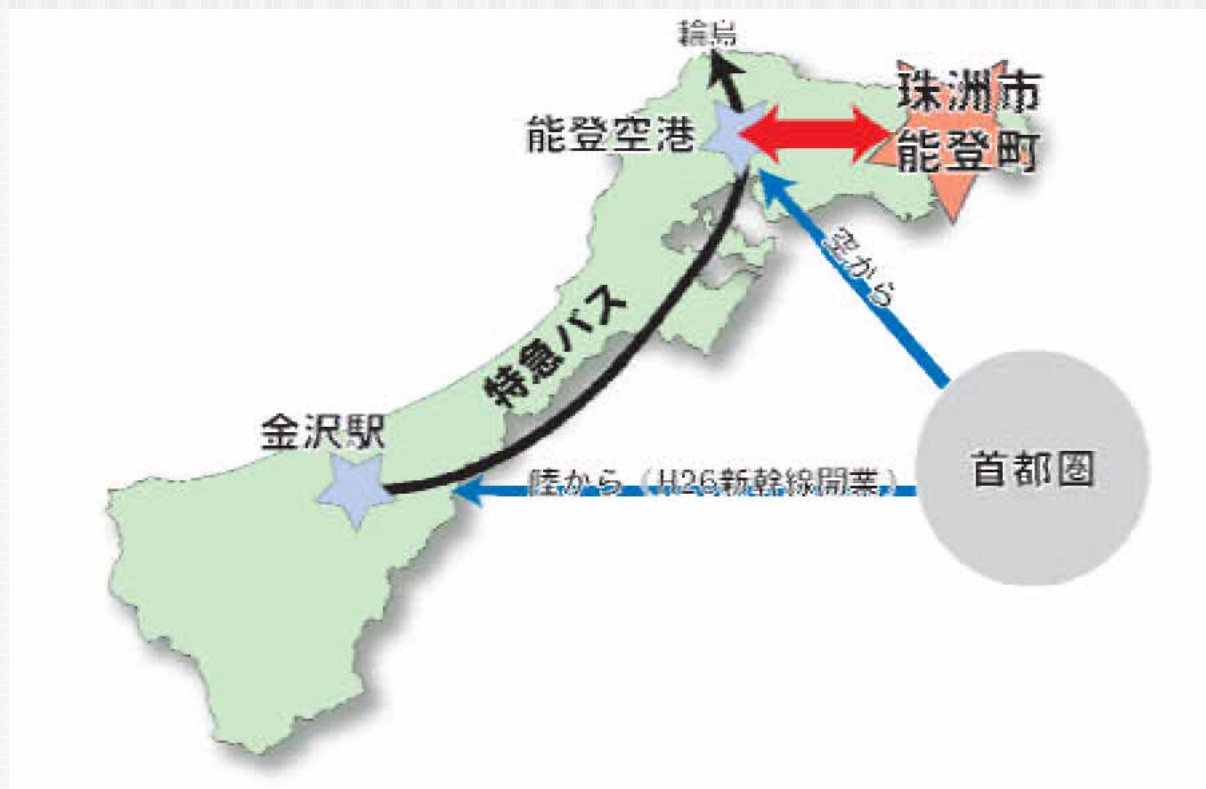 輪島
珠洲市
能登町
能登空港
空から
特急バス
金沢駅
陸から（H26新幹線開業）
首都圏